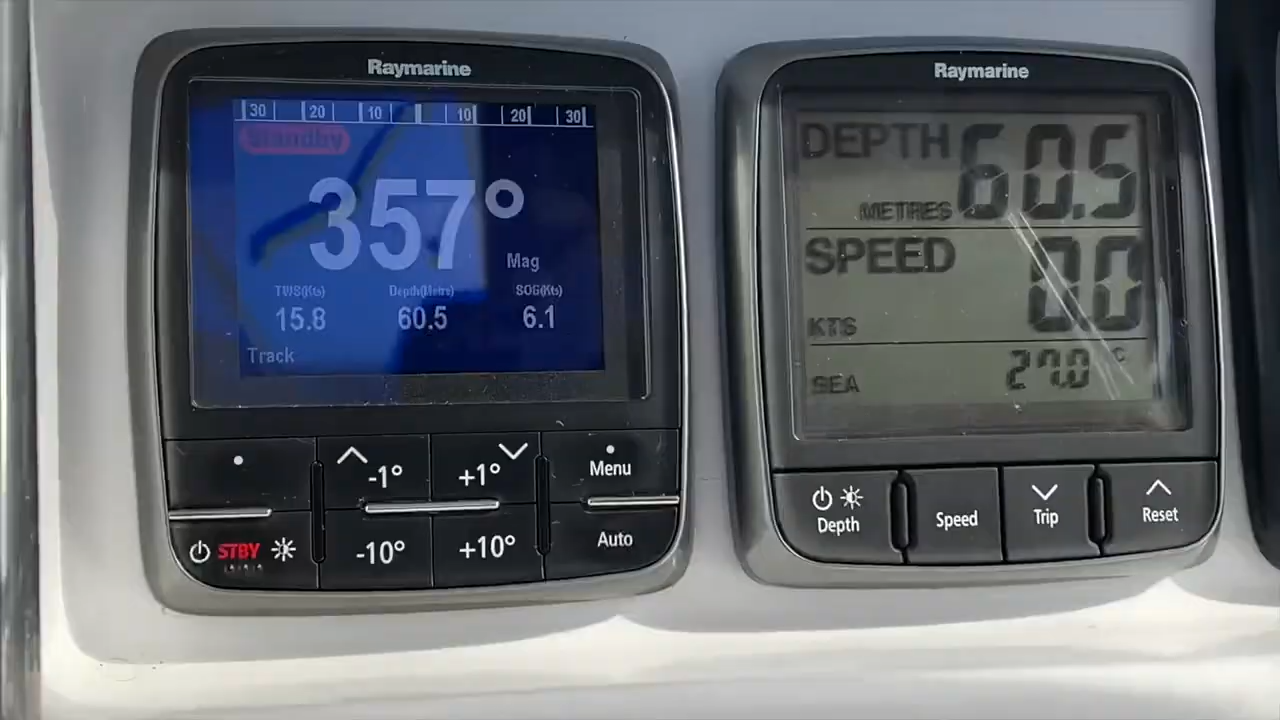 Raymarine
30 20 10 10 20 30
Standby
357°
Mag
TWS(Kts) Depth(Metre) SOG(Kts)
15.8 60.5 6.1
Track
-1° +1° Menu
STBY -10° +10° Auto
Raymarine
DEPTH 60.5
METRES
SPEED 0.0
KTS
SEA 27.0 °C
Depth Speed Trip Reset